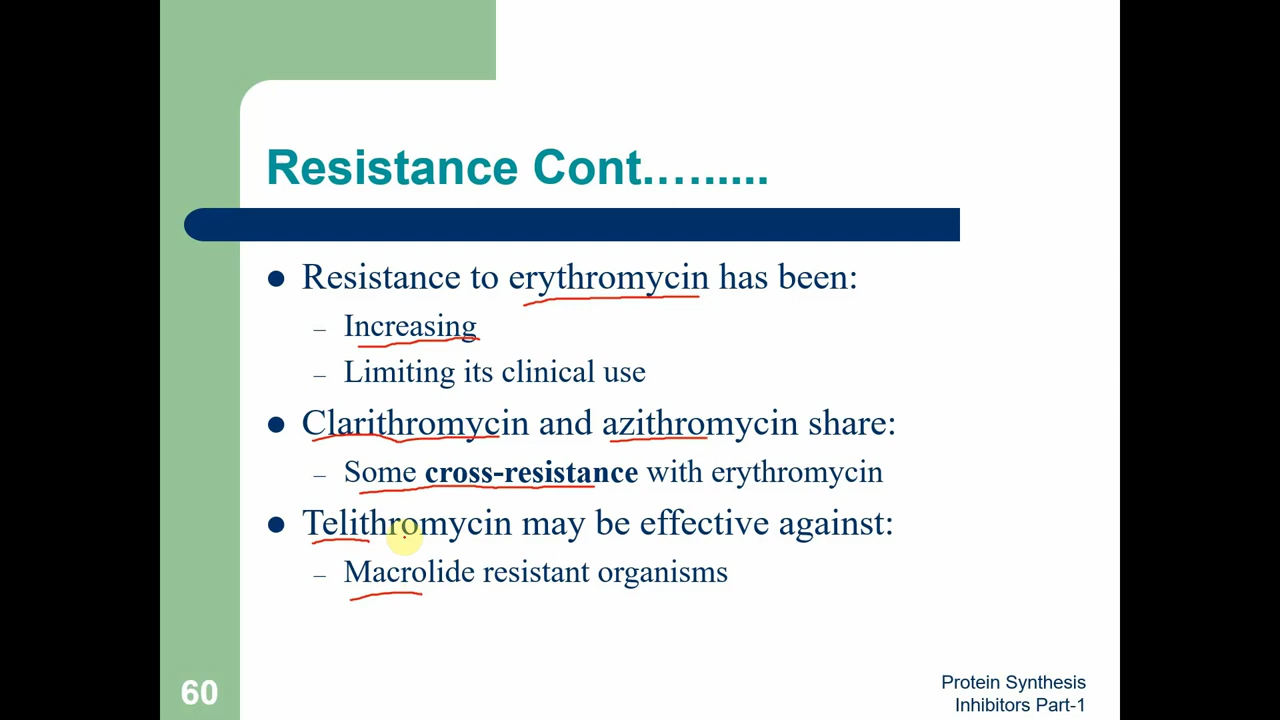 Resistance Cont.…......
Resistance to erythromycin has been:
– Increasing
– Limiting its clinical use
Clarithromycin and azithromycin share:
– Some cross-resistance with erythromycin
Telithromycin may be effective against:
– Macrolide resistant organisms
60
Protein Synthesis
Inhibitors Part-1